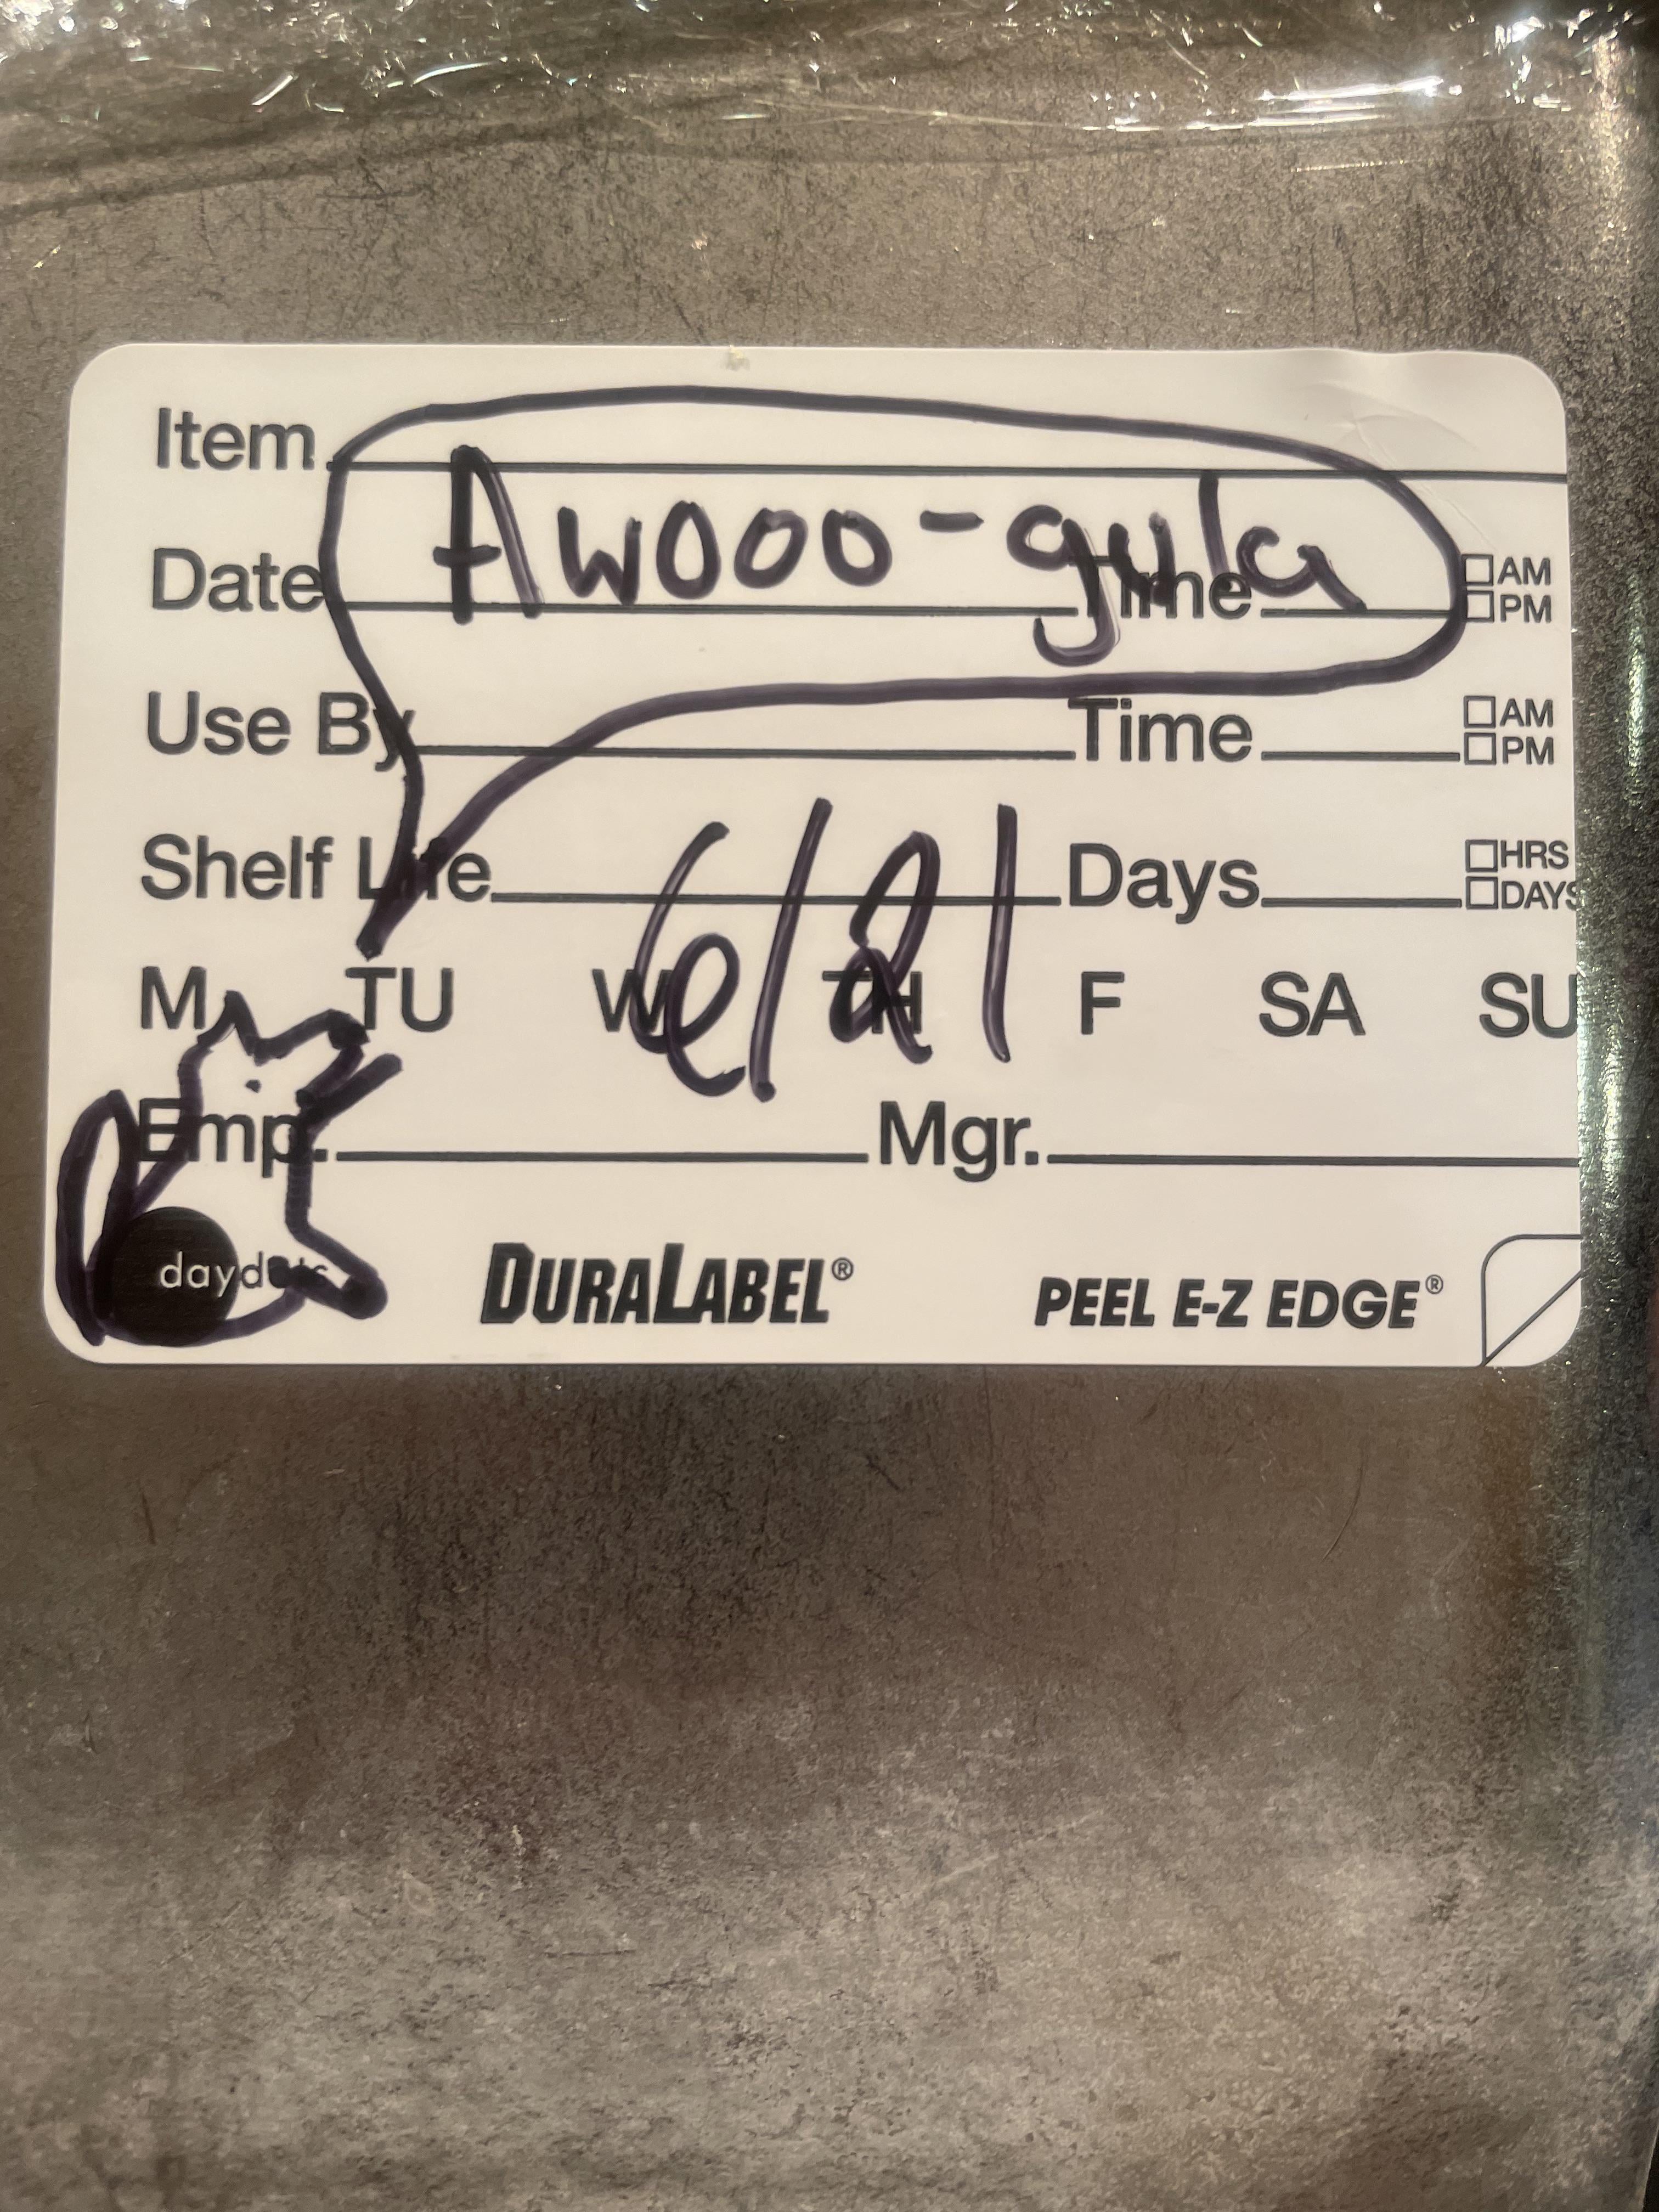 Item
Awooo-gula
Date Time AM
PM
Use By Time AM
PM
Shelf Life Days HRS
DAYS
6/21
M TU W TH F SA SU
Emp. Mgr.
daydots DURALABEL® PEEL E-Z EDGE®